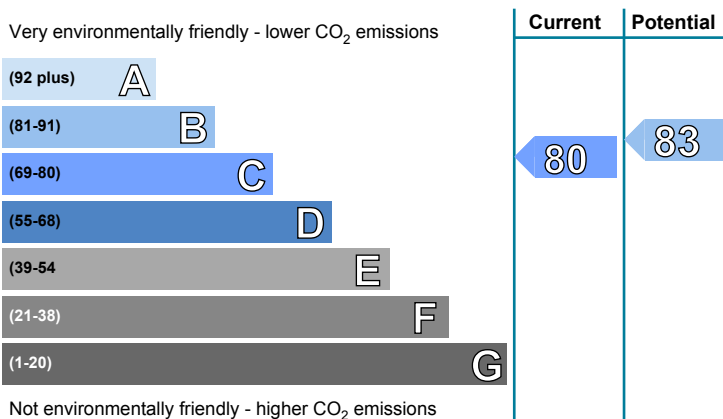 Very environmentally friendly - lower CO2 emissions
Current
Potential
(92 plus) A
(81-91) B
(69-80) C
(55-68) D
(39-54 E
(21-38) F
(1-20) G
80
83
Not environmentally friendly - higher CO2 emissions